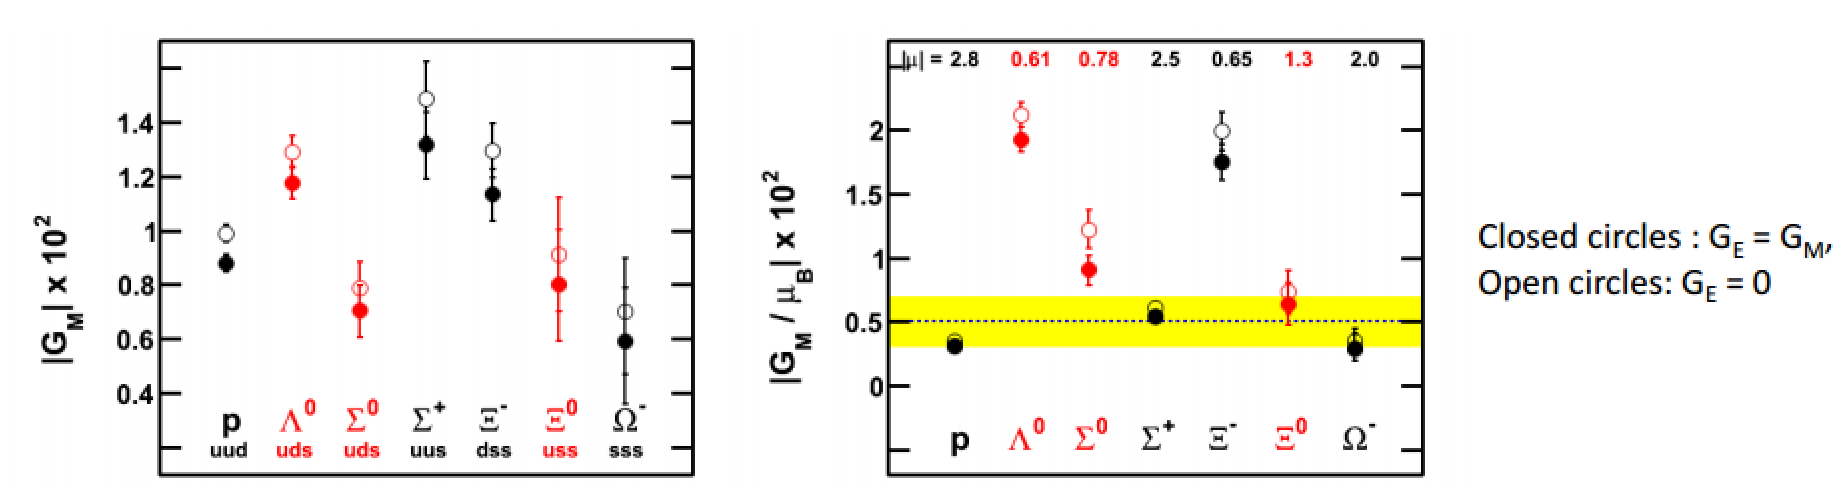 |G_M| x 10^2
1.4
1.2
1
0.8
0.6
0.4
p Λ^0 Σ^0 Σ^+ Ξ^- Ξ^0 Ω^-
uud uds uds uus dss uss sss
|G_M / μ_B| x 10^2
|μ| = 2.8 0.61 0.78 2.5 0.65 1.3 2.0
2
1.5
1
0.5
0
p Λ^0 Σ^0 Σ^+ Ξ^- Ξ^0 Ω^-
Closed circles : G_E = G_M,
Open circles: G_E = 0